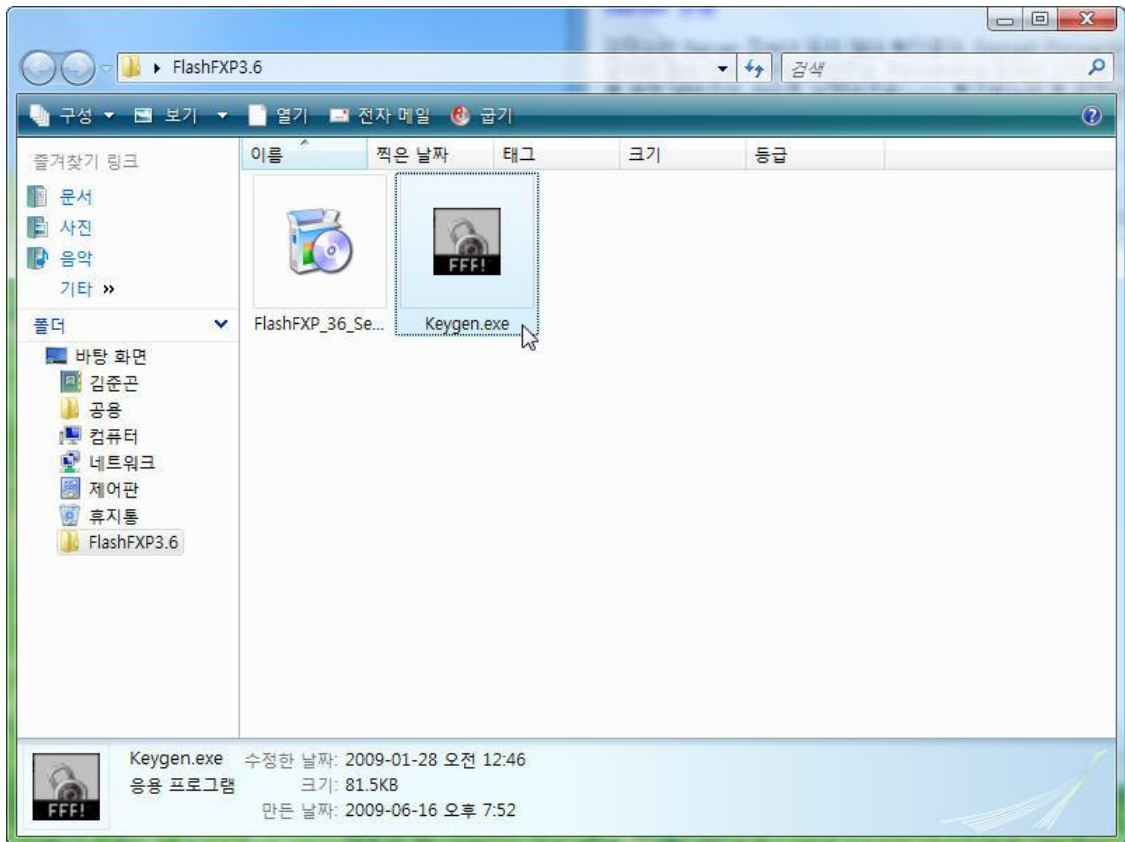 FlashFXP3.6
검색
구성 보기 열기 전자 메일 굽기
즐겨찾기 링크
문서
사진
음악
기타 »
폴더
바탕 화면
김준곤
공용
컴퓨터
네트워크
제어판
휴지통
FlashFXP3.6
이름 찍은 날짜 태그 크기 등급
FFF!
FlashFXP_36_Se... Keygen.exe
FFF!
Keygen.exe 수정한 날짜: 2009-01-28 오전 12:46
응용 프로그램 크기: 81.5KB
만든 날짜: 2009-06-16 오후 7:52